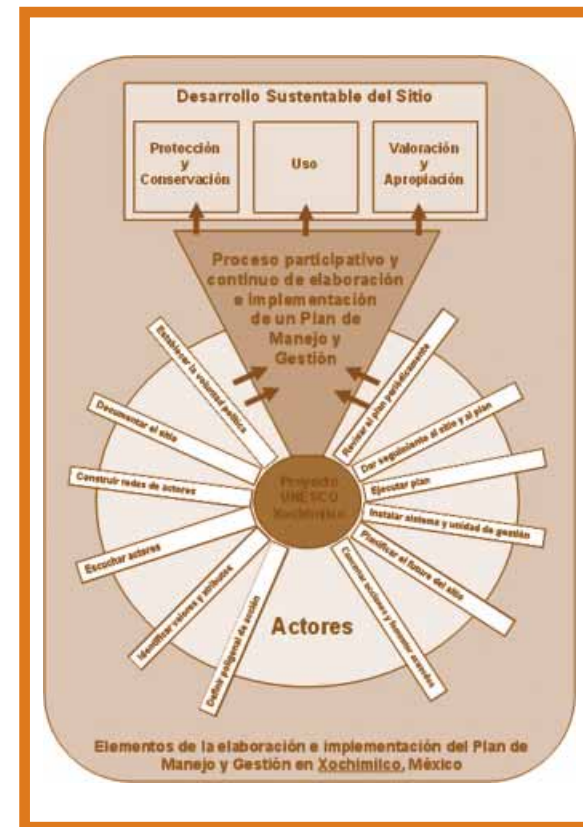 Desarrollo Sustentable del Sitio
Protección
y
Conservación
Uso
Valoración
y
Apropiación
Proceso participativo y
continuo de elaboración
e implementación
de un Plan de
Manejo y
Gestión
Establecer la voluntad política
Documentar el sitio
Construir redes de actores
Escuchar actores
Identificar valores y atributos
Definir poligonal de acción
Revisar el plan periódicamente
Dar seguimiento al sitio y al plan
Ejecutar plan
Instalar sistema y unidad de gestión
Planificar el futuro del sitio
Concertar acciones y fomentar acuerdos
Proyecto
UNESCO
Xochimilco
Actores
Elementos de la elaboración e implementación del Plan de
Manejo y Gestión en Xochimilco, México